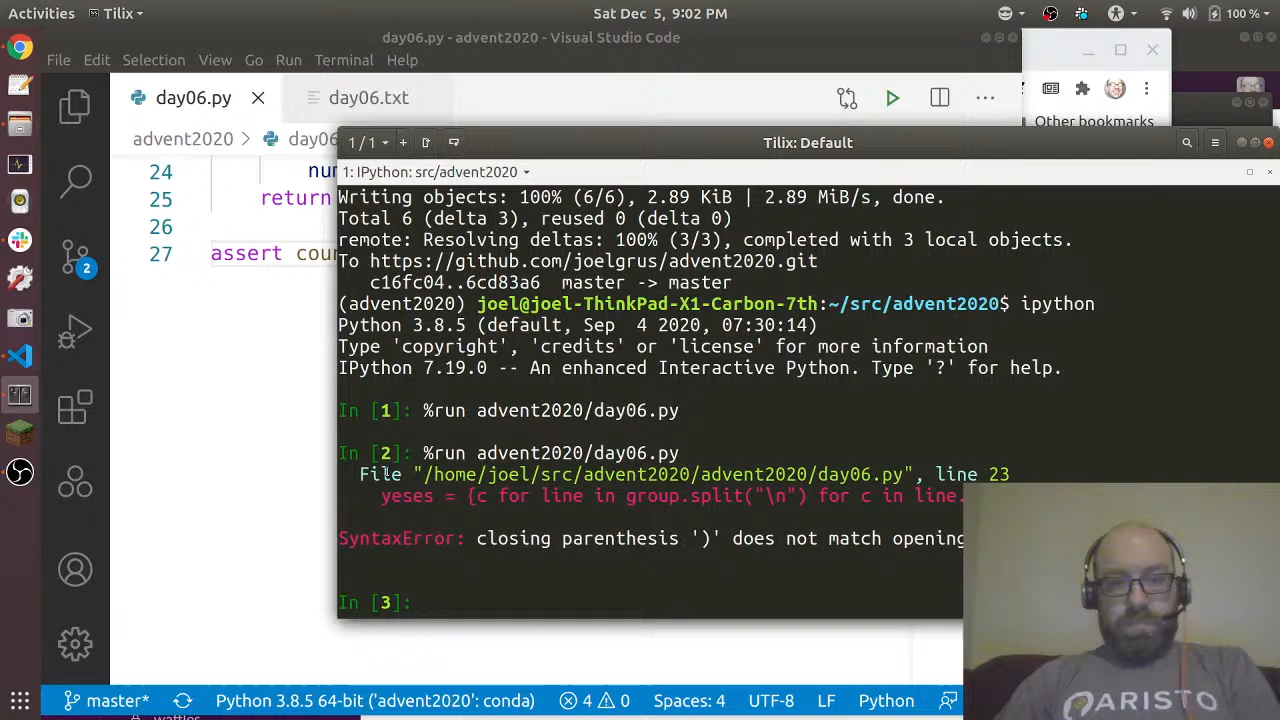 Activities Tilix Sat Dec 5, 9:02 PM 100 %
day06.py - advent2020 - Visual Studio Code
File Edit Selection View Go Run Terminal Help
day06.py day06.txt
Other bookmarks
advent2020 > day06
1 / 1 Tilix: Default
1: IPython: src/advent2020
24 num
25 return
26
27 assert cou
2
Writing objects: 100% (6/6), 2.89 KiB | 2.89 MiB/s, done.
Total 6 (delta 3), reused 0 (delta 0)
remote: Resolving deltas: 100% (3/3), completed with 3 local objects.
To https://github.com/joelgrus/advent2020.git
c16fc04..6cd83a6 master -> master
(advent2020) joel@joel-ThinkPad-X1-Carbon-7th:~/src/advent2020$ ipython
Python 3.8.5 (default, Sep 4 2020, 07:30:14)
Type 'copyright', 'credits' or 'license' for more information
IPython 7.19.0 -- An enhanced Interactive Python. Type '?' for help.
In [1]: %run advent2020/day06.py
In [2]: %run advent2020/day06.py
File "/home/joel/src/advent2020/advent2020/day06.py", line 23
yeses = {c for line in group.split("\n") for c in line.
SyntaxError: closing parenthesis ')' does not match opening
In [3]:
ARISTO
master* Python 3.8.5 64-bit ('advent2020': conda) 4 0 Spaces: 4 UTF-8 LF Python
waffles